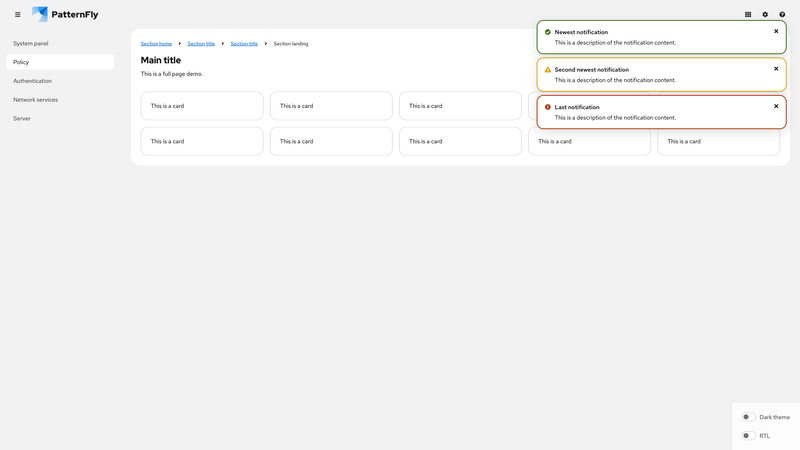 PatternFly
System panel
Policy
Authentication
Network services
Server
Section home
Section title
Section title
Section landing
Main title
This is a full page demo.
This is a card
This is a card
This is a card
This is a card
This is a card
This is a card
This is a card
This is a card
Newest notification
This is a description of the notification content.
Second newest notification
This is a description of the notification content.
Last notification
This is a description of the notification content.
Dark theme
RTL